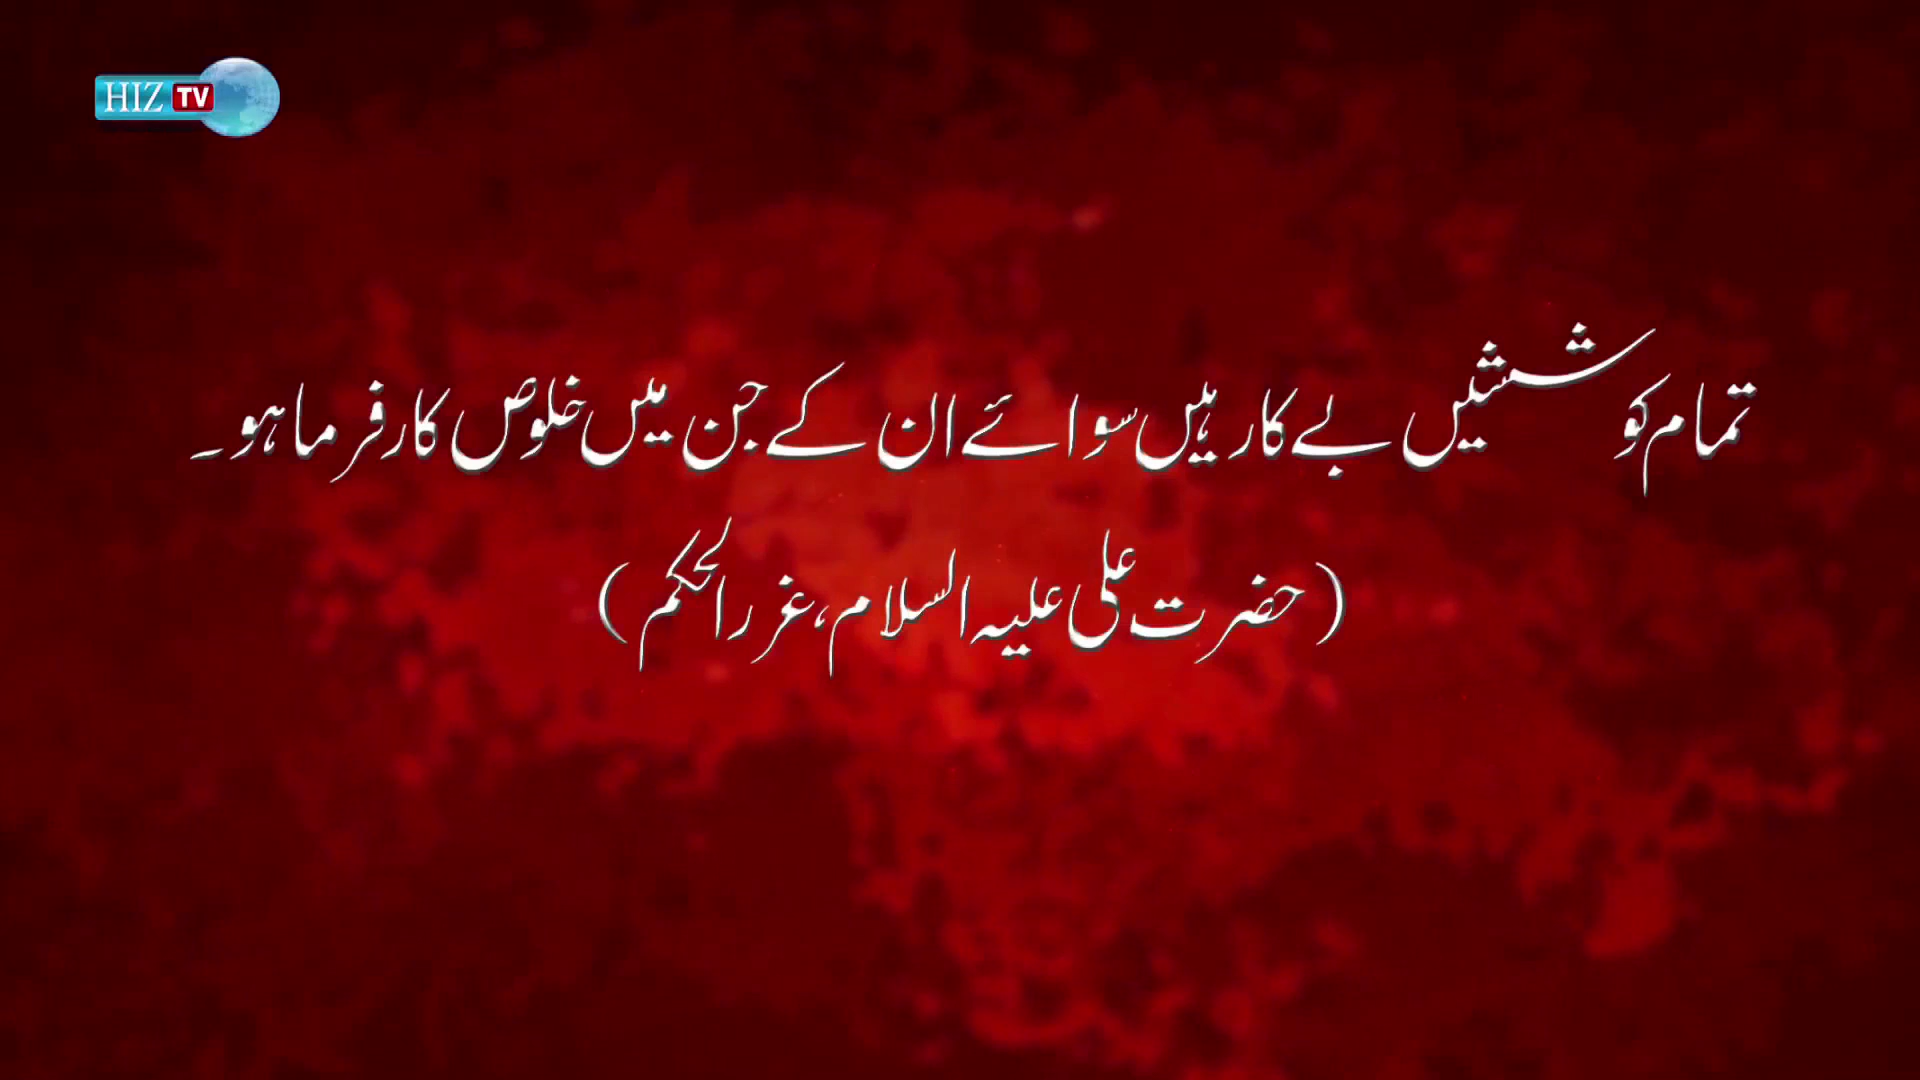 HIZ TV
تمام کوششیں بے کار ہیں سوائے ان کے جن میں خلوص کارفرما ہو۔
(حضرت علی علیہ السلام، غرر الحکم)